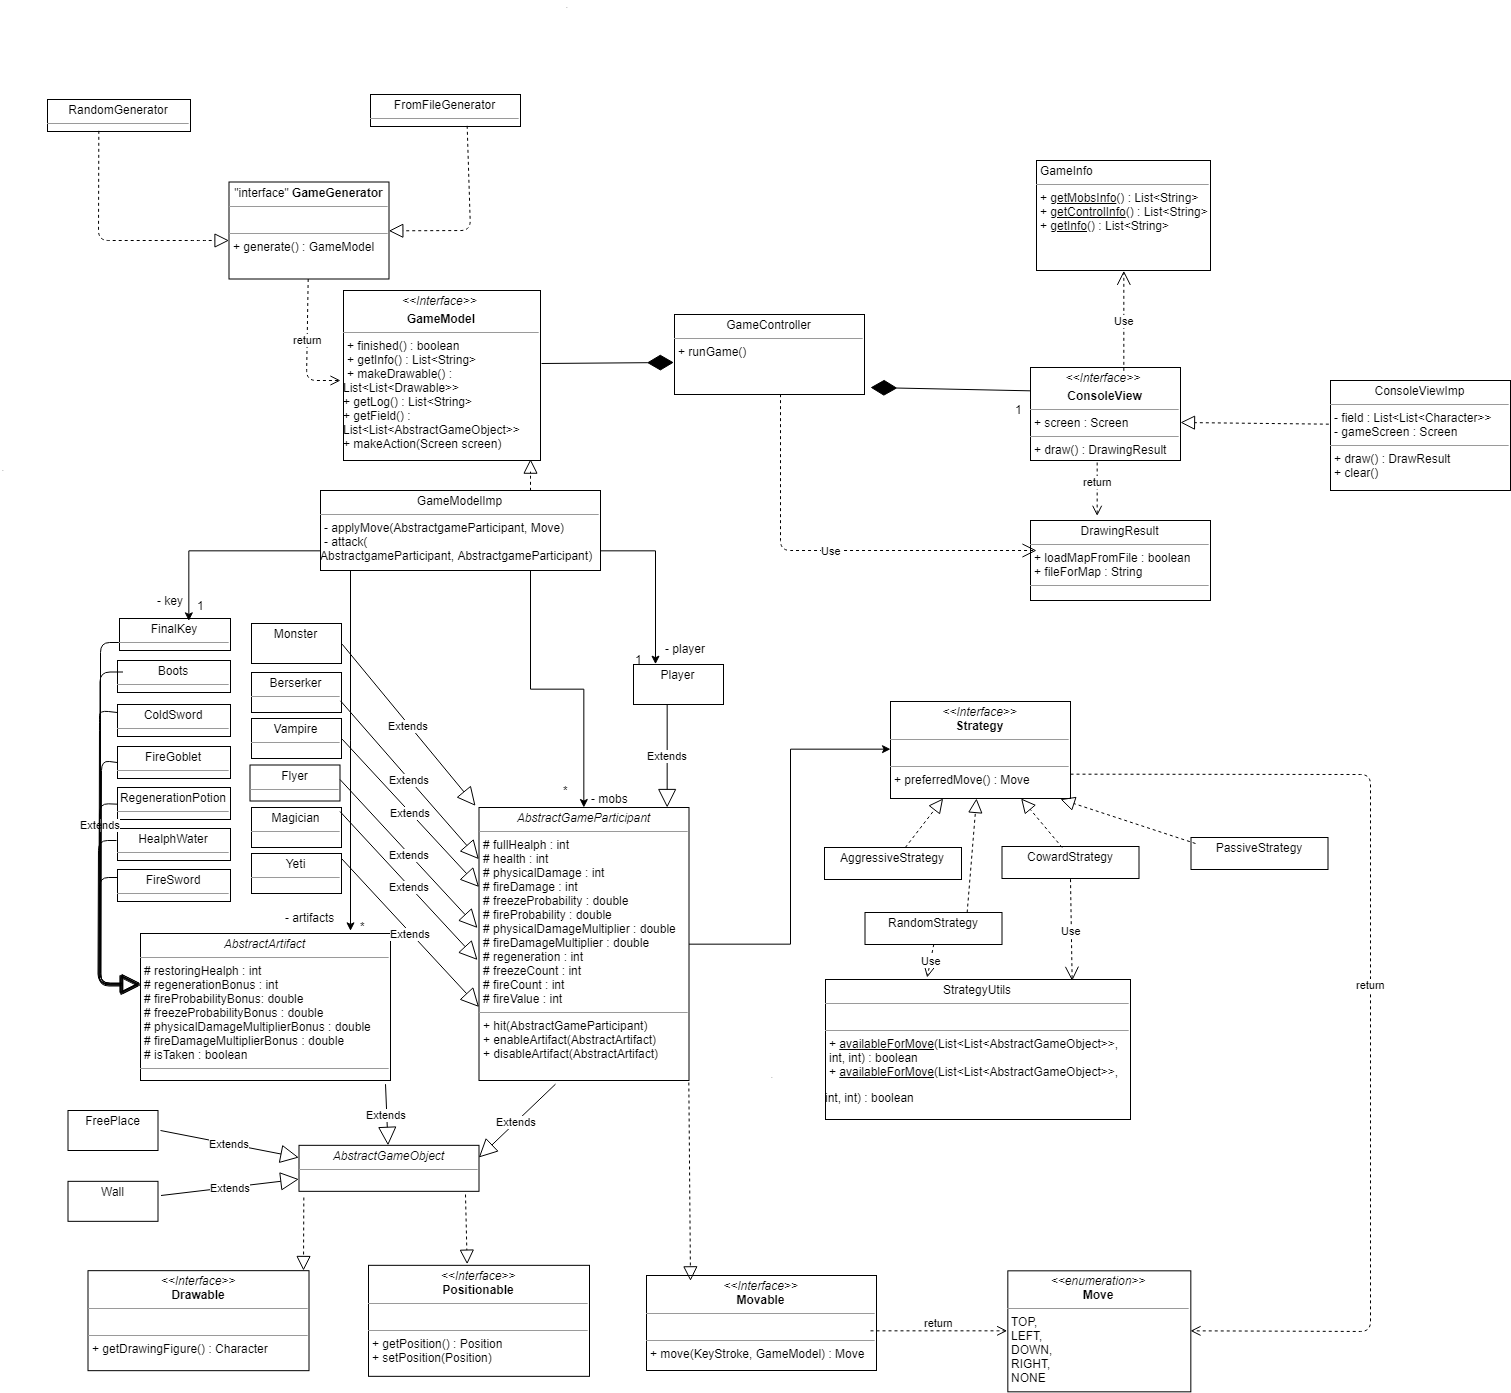 RandomGenerator
FromFileGenerator
"interface" GameGenerator
+ generate() : GameModel
return
<<Interface>>
GameModel
+ finished() : boolean
+ getInfo() : List<String>
+ makeDrawable() :
List<List<Drawable>>
+ getLog() : List<String>
+ getField() :
List<List<AbstractGameObject>>
+ makeAction(Screen screen)
GameController
+ runGame()
GameInfo
+ getMobsInfo() : List<String>
+ getControlInfo() : List<String>
+ getInfo() : List<String>
Use
<<Interface>>
ConsoleView
+ screen : Screen
+ draw() : DrawingResult
1
ConsoleViewImp
- field : List<List<Character>>
- gameScreen : Screen
+ draw() : DrawResult
+ clear()
return
DrawingResult
+ loadMapFromFile : boolean
+ fileForMap : String
Use
GameModelImp
- applyMove(AbstractgameParticipant, Move)
- attack(
AbstractgameParticipant, AbstractgameParticipant)
- key
1
FinalKey
Boots
ColdSword
FireGoblet
RegenerationPotion
Extends
HealphWater
FireSword
Monster
Berserker
Vampire
Flyer
Magician
Yeti
Extends
Extends
Extends
Extends
Extends
Extends
- artifacts
*
1
- player
Player
Extends
*
- mobs
AbstractGameParticipant
# fullHealph : int
# health : int
# physicalDamage : int
# fireDamage : int
# freezeProbability : double
# fireProbability : double
# physicalDamageMultiplier : double
# fireDamageMultiplier : double
# regeneration : int
# freezeCount : int
# fireCount : int
# fireValue : int
+ hit(AbstractGameParticipant)
+ enableArtifact(AbstractArtifact)
+ disableArtifact(AbstractArtifact)
AbstractArtifact
# restoringHealph : int
# regenerationBonus : int
# fireProbabilityBonus: double
# freezeProbabilityBonus : double
# physicalDamageMultiplierBonus : double
# fireDamageMultiplierBonus : double
# isTaken : boolean
<<Interface>>
Strategy
+ preferredMove() : Move
AggressiveStrategy
CowardStrategy
PassiveStrategy
RandomStrategy
Use
Use
StrategyUtils
+ availableForMove(List<List<AbstractGameObject>>,
int, int) : boolean
+ availableForMove(List<List<AbstractGameObject>>,
int, int) : boolean
return
FreePlace
Wall
Extends
Extends
Extends
Extends
AbstractGameObject
<<Interface>>
Drawable
+ getDrawingFigure() : Character
<<Interface>>
Positionable
+ getPosition() : Position
+ setPosition(Position)
<<Interface>>
Movable
+ move(KeyStroke, GameModel) : Move
return
<<enumeration>>
Move
TOP,
LEFT,
DOWN,
RIGHT,
NONE